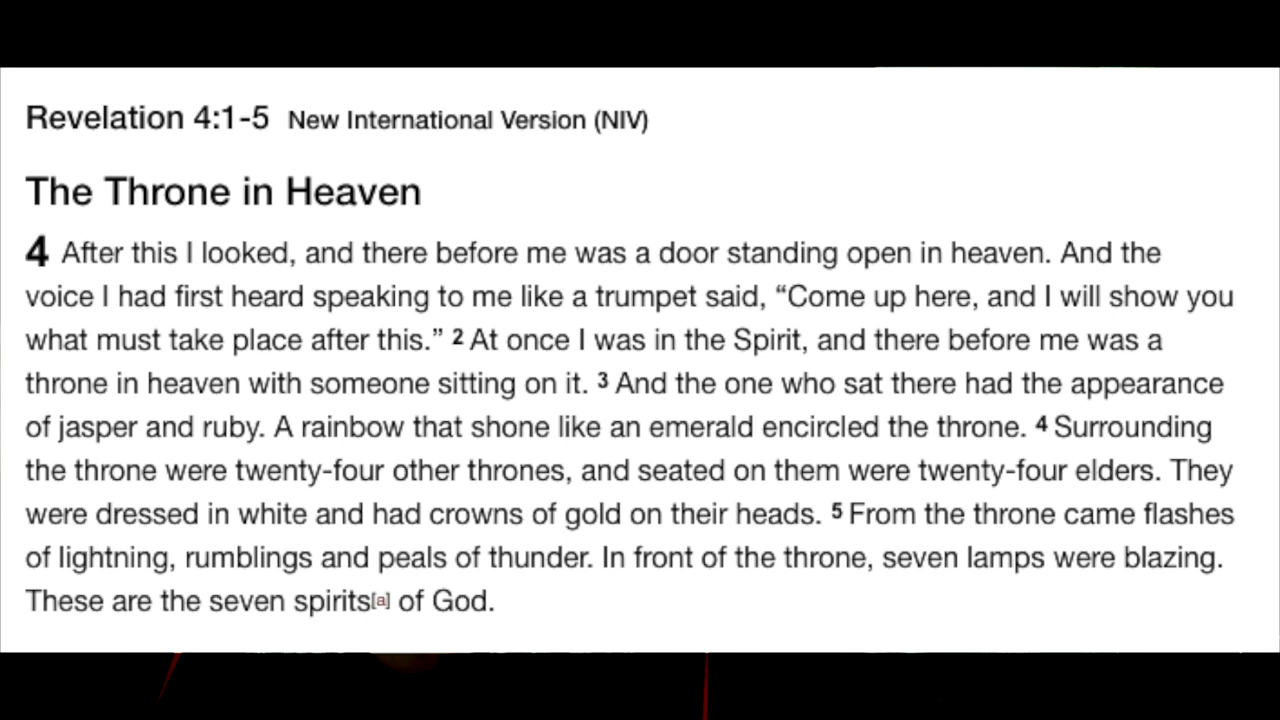 Revelation 4:1-5 New International Version (NIV)
The Throne in Heaven
4 After this I looked, and there before me was a door standing open in heaven. And the
voice I had first heard speaking to me like a trumpet said, “Come up here, and I will show you
what must take place after this.” 2 At once I was in the Spirit, and there before me was a
throne in heaven with someone sitting on it. 3 And the one who sat there had the appearance
of jasper and ruby. A rainbow that shone like an emerald encircled the throne. 4 Surrounding
the throne were twenty-four other thrones, and seated on them were twenty-four elders. They
were dressed in white and had crowns of gold on their heads. 5 From the throne came flashes
of lightning, rumblings and peals of thunder. In front of the throne, seven lamps were blazing.
These are the seven spirits[a] of God.